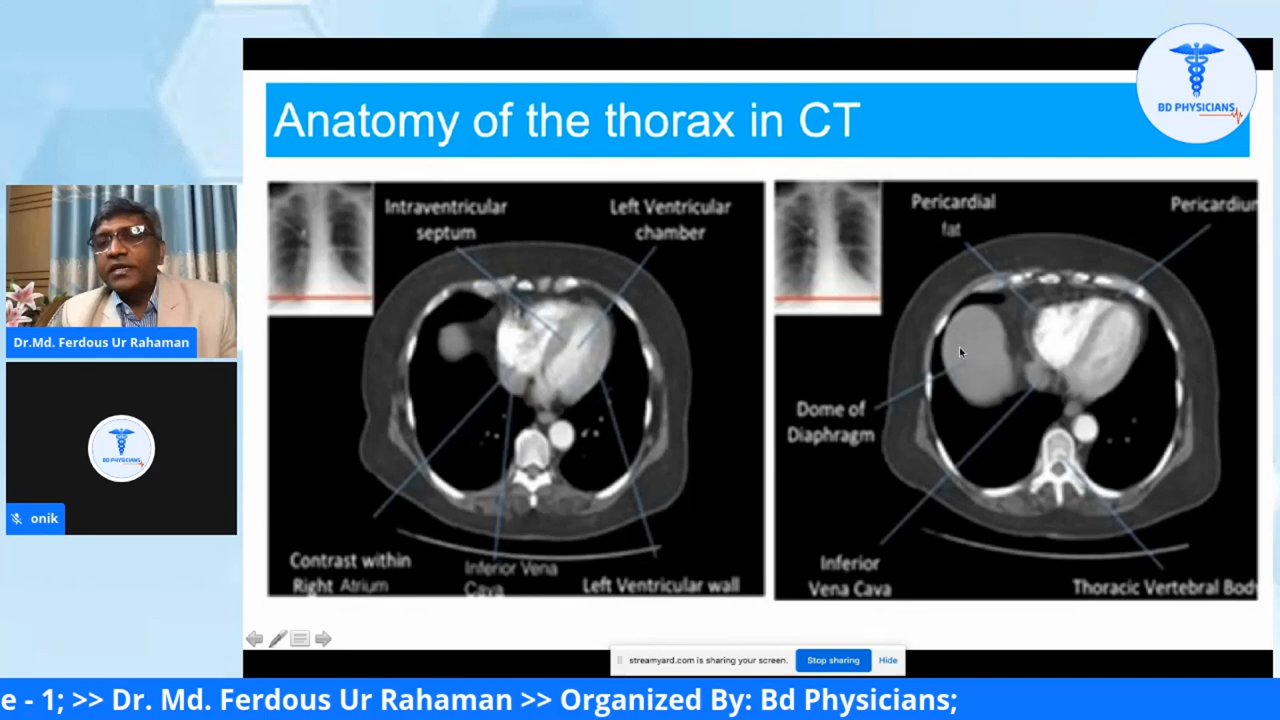 BD PHYSICIANS
Anatomy of the thorax in CT
Intraventricular
septum
Left Ventricular
chamber
Contrast within
Right Atrium
Inferior Vena
Cava
Left Ventricular wall
Pericardial
fat
Pericardiur
Dome of
Diaphragm
Inferior
Vena Cava
Thoracic Vertebral Body
Dr.Md. Ferdous Ur Rahaman
BD PHYSICIANS
onik
streamyard.com is sharing your screen.
Stop sharing
Hide
e - 1; >> Dr. Md. Ferdous Ur Rahaman >> Organized By: Bd Physicians;